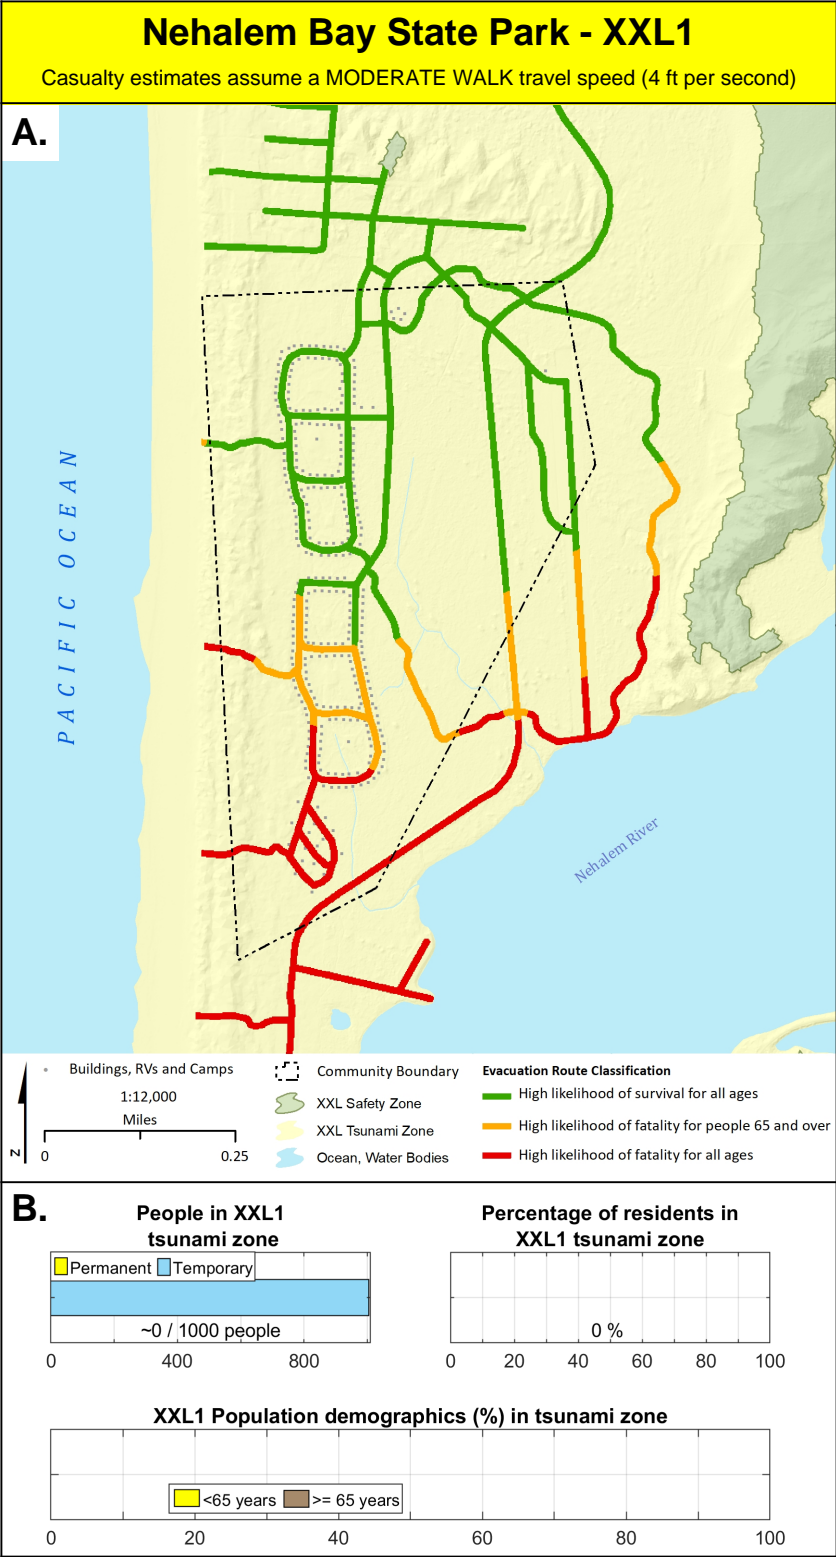 Nehalem Bay State Park - XXL1
Casualty estimates assume a MODERATE WALK travel speed (4 ft per second)
A.
PACIFIC OCEAN
Nehalem River
Buildings, RVs and Camps
1:12,000
Miles
0 0.25
N
Community Boundary
XXL Safety Zone
XXL Tsunami Zone
Ocean, Water Bodies
Evacuation Route Classification
High likelihood of survival for all ages
High likelihood of fatality for people 65 and over
High likelihood of fatality for all ages
B.
People in XXL1
tsunami zone
Permanent Temporary
~0 / 1000 people
0 400 800
Percentage of residents in
XXL1 tsunami zone
0 %
0 20 40 60 80 100
XXL1 Population demographics (%) in tsunami zone
<65 years >= 65 years
0 20 40 60 80 100